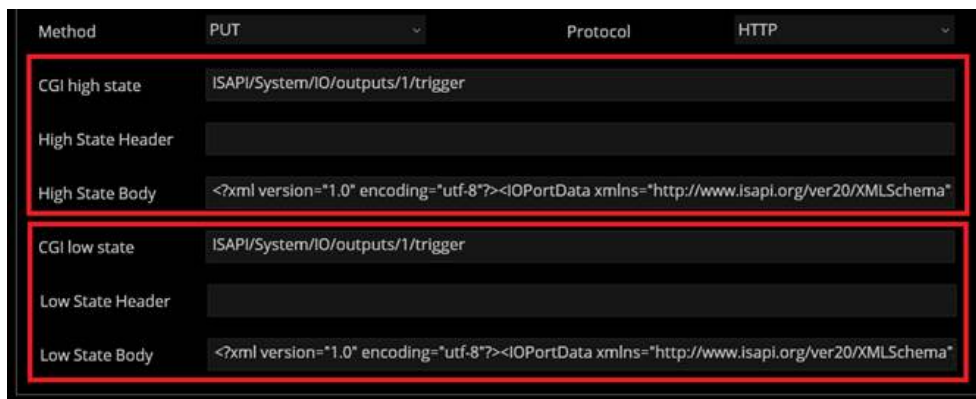 Method PUT Protocol HTTP
CGI high state ISAPI/System/IO/outputs/1/trigger
High State Header
High State Body <?xml version="1.0" encoding="utf-8"?><IOPortData xmlns="http://www.isapi.org/ver20/XMLSchema"
CGI low state ISAPI/System/IO/outputs/1/trigger
Low State Header
Low State Body <?xml version="1.0" encoding="utf-8"?><IOPortData xmlns="http://www.isapi.org/ver20/XMLSchema"